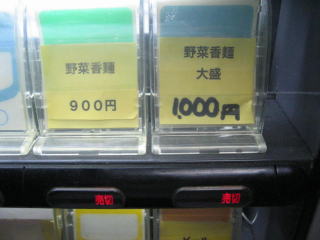 野菜香麺
900円
野菜香麺
大盛
1,000円
売切
売切